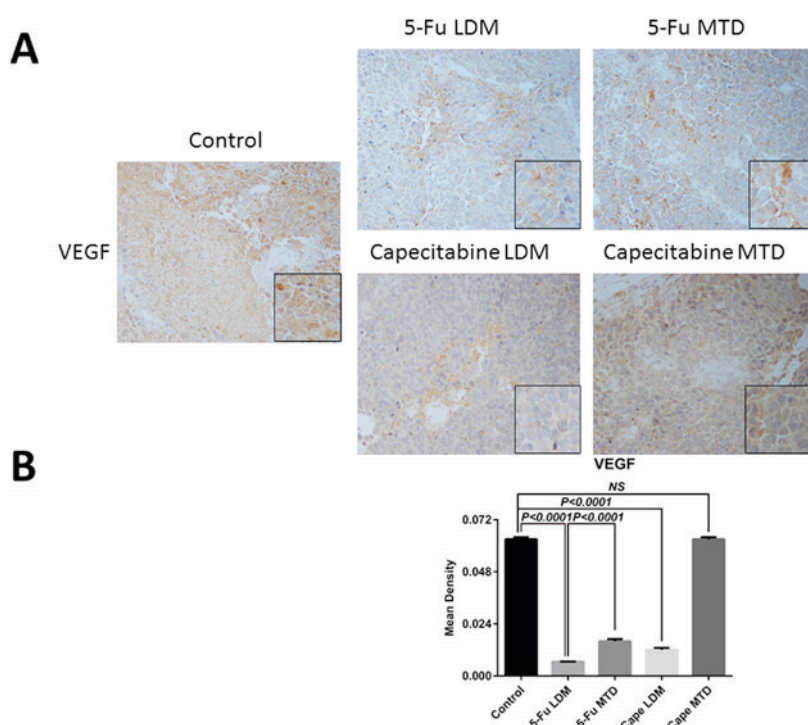 A
5-Fu LDM
5-Fu MTD
Control
VEGF
Capecitabine LDM
Capecitabine MTD
B
VEGF
NS
P<0.0001
P<0.0001P<0.0001
Mean Density
0.072
0.048
0.024
0.000
Control
5-Fu LDM
5-Fu MTD
Cape LDM
Cape MTD